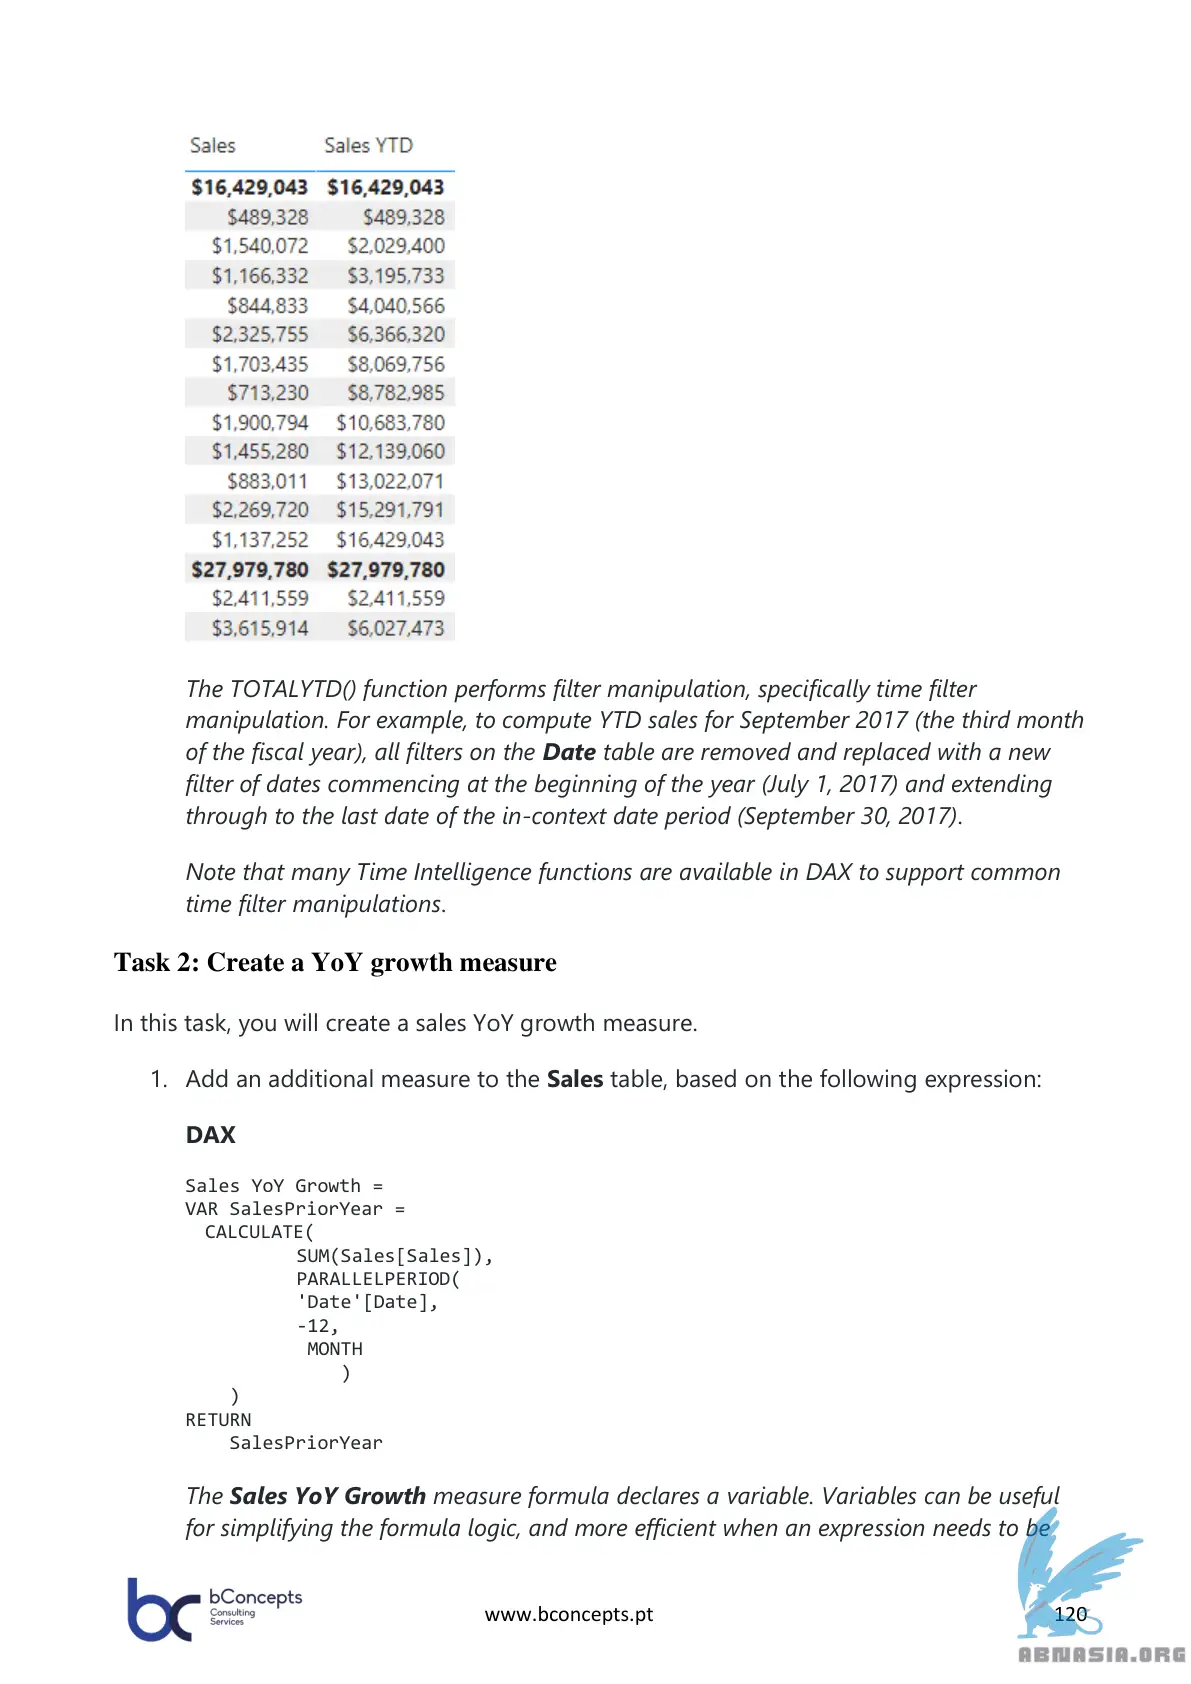 Sales Sales YTD
$16,429,043 $16,429,043
$489,328 $489,328
$1,540,072 $2,029,400
$1,166,332 $3,195,733
$844,833 $4,040,566
$2,325,755 $6,366,320
$1,703,435 $8,069,756
$713,230 $8,782,985
$1,900,794 $10,683,780
$1,455,280 $12,139,060
$883,011 $13,022,071
$2,269,720 $15,291,791
$1,137,252 $16,429,043
$27,979,780 $27,979,780
$2,411,559 $2,411,559
$3,615,914 $6,027,473
The TOTALYTD() function performs filter manipulation, specifically time filter
manipulation. For example, to compute YTD sales for September 2017 (the third month
of the fiscal year), all filters on the Date table are removed and replaced with a new
filter of dates commencing at the beginning of the year (July 1, 2017) and extending
through to the last date of the in-context date period (September 30, 2017).
Note that many Time Intelligence functions are available in DAX to support common
time filter manipulations.
Task 2: Create a YoY growth measure
In this task, you will create a sales YoY growth measure.
1. Add an additional measure to the Sales table, based on the following expression:
DAX
Sales YoY Growth =
VAR SalesPriorYear =
CALCULATE(
SUM(Sales[Sales]),
PARALLELPERIOD(
'Date'[Date],
-12,
MONTH
)
)
RETURN
SalesPriorYear
The Sales YoY Growth measure formula declares a variable. Variables can be useful
for simplifying the formula logic, and more efficient when an expression needs to be
bc bConcepts
Consulting
Services
www.bconcepts.pt
120
ABNASIA.ORG